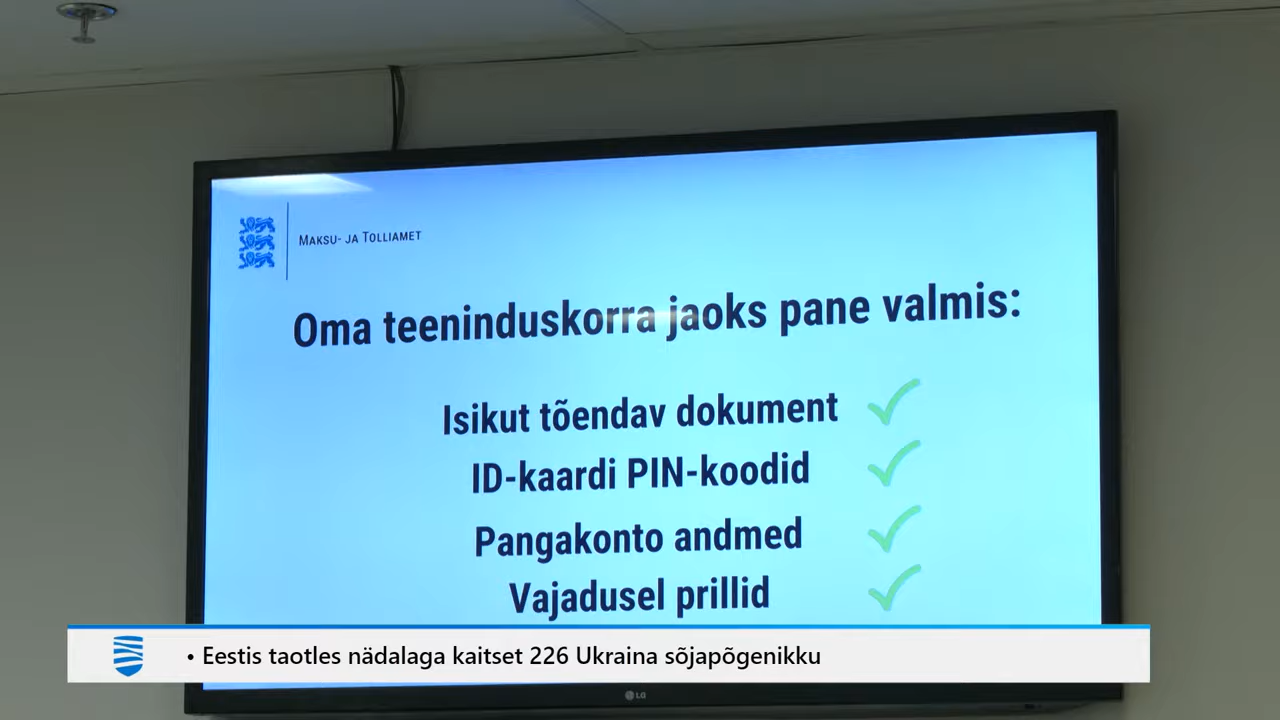 MAKSU- JA TOLLIAMET
Oma teeninduskorra jaoks pane valmis:
Isikut tõendav dokument
ID-kaardi PIN-koodid
Pangakonto andmed
Vajadusel prillid
• Eestis taotles nädalaga kaitset 226 Ukraina sõjapõgenikku
LG